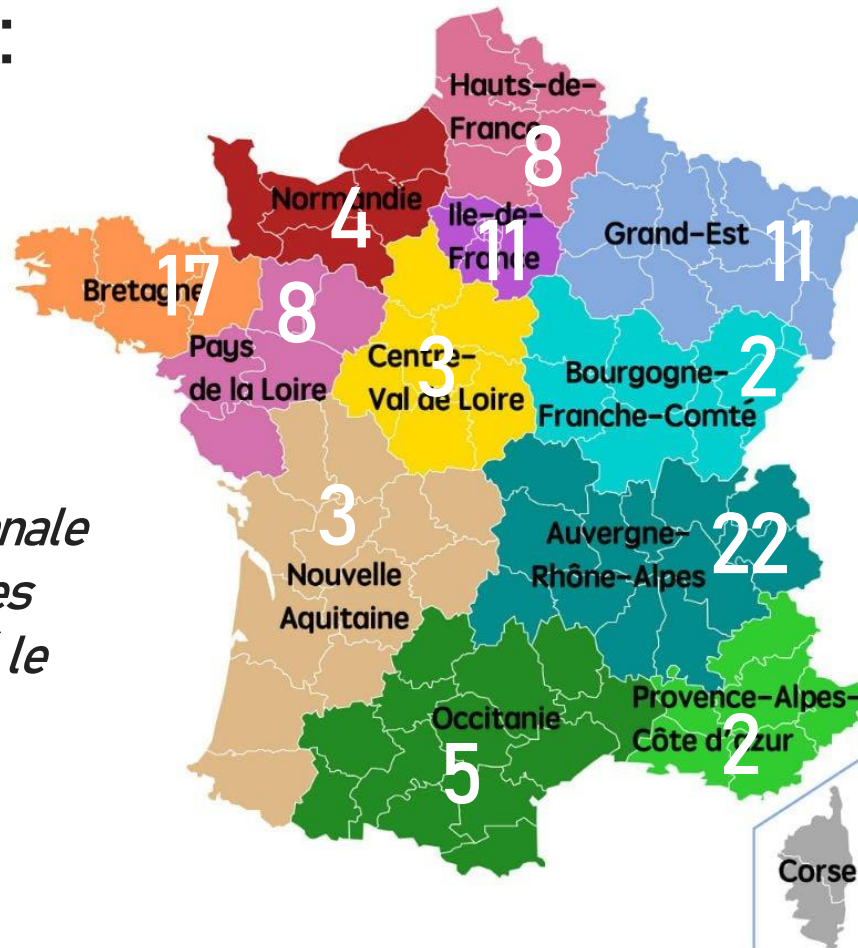 :
Hauts-de-
France
8
Normandie
4
Ile-de-
France
11
Grand-Est
11
Bretagne
17
8
Pays
de la Loire
Centre-
Val de Loire
3
Bourgogne-
Franche-Comté
2
3
Nouvelle
Aquitaine
Auvergne-
Rhône-Alpes
22
le
Occitanie
5
Provence-Alpes-
Côte d'azur
2
Corse